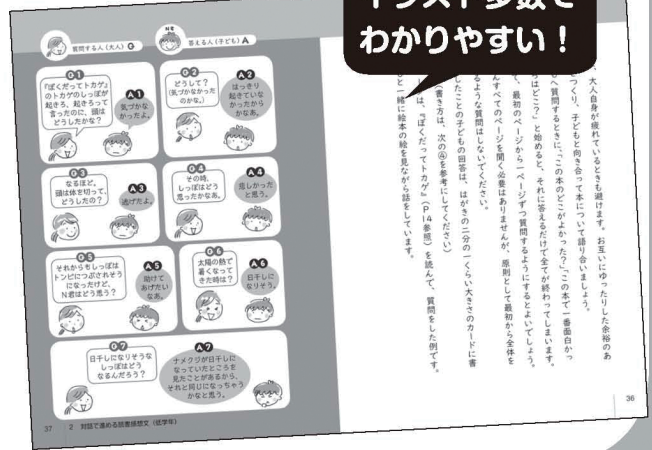 イラスト多数で
わかりやすい！
、大人自身が疲れているときも避けます。お互いにゆったりした余裕のあ
つくり、子どもと向き合って本について語り合いましょう。
へ質問するときに、「この本のどこがよかった？」、「この本で一番面白かっ
はどこ？」と始めると、それに答えるだけで全てが終わってしまいます。
、最初のページから一ページずつ質問するようにするとよいでしょう。
んすべてのページを開く必要はありませんが、原則として最初から全体を
るような質問はしないでください。
したことの子どもの回答は、はがきの二分の一くらい大きさのカードに書
（書き方は、次の④を参考にしてください）
は、『ぼくだってトカゲ』（P14参照）を読んで、質問をした例です。
と一緒に絵本の絵を見ながら話をしています。
36
質問する人（大人）Q
答える人（子ども）A
Q1
『ぼくだってトカゲ』
のトカゲのしっぽが
起きろ、起きろって
言ったのに、頭は
どうしたかな？
A1
気づかな
かったよ。
Q2
どうして？
（気づかなかった
のかな。）
A2
はっきり
起きていな
かったから
かなあ。
Q3
なるほど。
頭は体を切って、
どうしたの？
A3
逃げたよ。
Q4
その時、
しっぽはどう
思ったかなあ。
A4
悲しかった
と思う。
Q5
それからもしっぽは
トンビにつぶされそう
になったけど、
N君はどう思う？
A5
助けて
あげたい
なあ。
Q6
太陽の熱で
暑くなって
きた時は？
A6
日干しに
なりそう。
Q7
日干しになりそうな
しっぽはどう
なるんだろう？
A7
ナメクジが日干しに
なっていたところを
見たことがあるから、
それと同じになっちゃう
かなと思う。
37 2 対話で進める読書感想文（低学年）